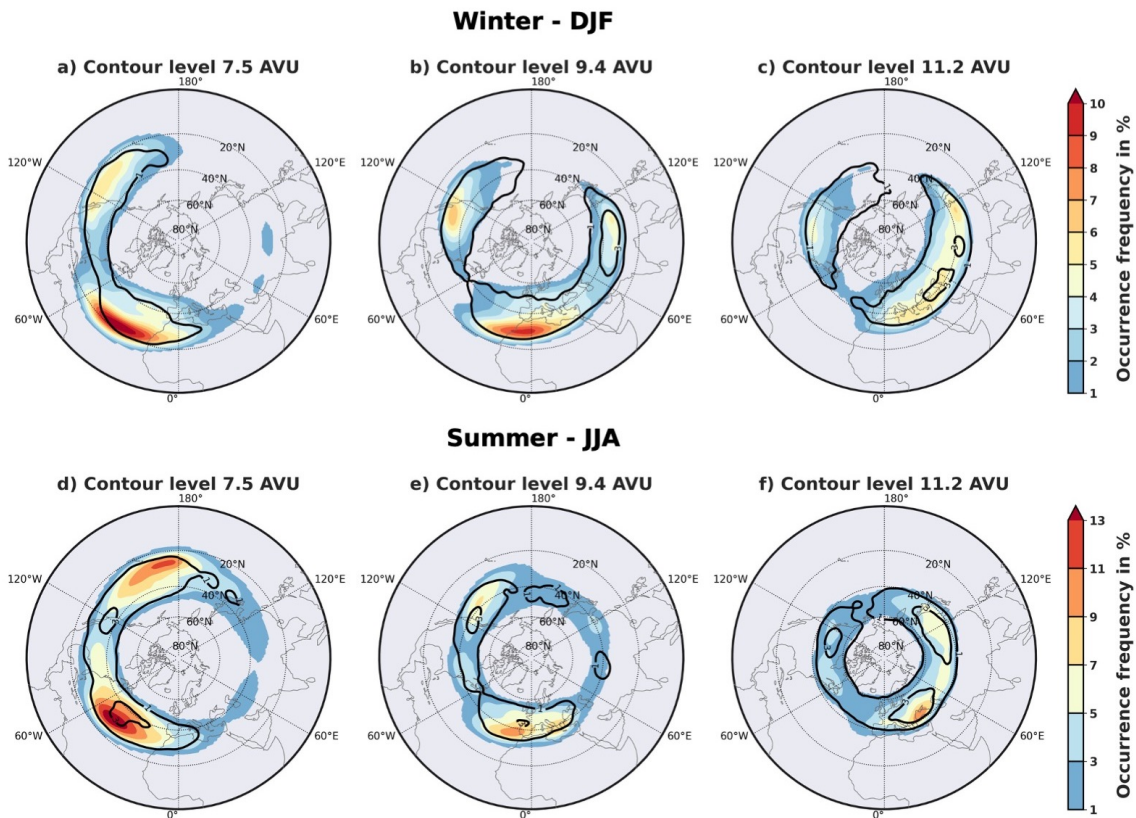 Winter - DJF
a) Contour level 7.5 AVU
b) Contour level 9.4 AVU
c) Contour level 11.2 AVU
180°
180°
180°
120°W
20°N
120°E
120°W
20°N
120°E
120°W
20°N
120°E
40°N
40°N
40°N
60°N
60°N
60°N
80°N
80°N
80°N
60°W
60°E
60°W
60°E
60°W
60°E
0°
0°
0°
10
9
8
7
6
5
4
3
2
1
Occurrence frequency in %
Summer - JJA
d) Contour level 7.5 AVU
e) Contour level 9.4 AVU
f) Contour level 11.2 AVU
180°
180°
180°
120°W
20°N
120°E
120°W
20°N
120°E
120°W
20°N
120°E
40°N
40°N
40°N
60°N
60°N
60°N
80°N
80°N
80°N
60°W
60°E
60°W
60°E
60°W
60°E
0°
0°
0°
13
11
9
7
5
3
1
Occurrence frequency in %